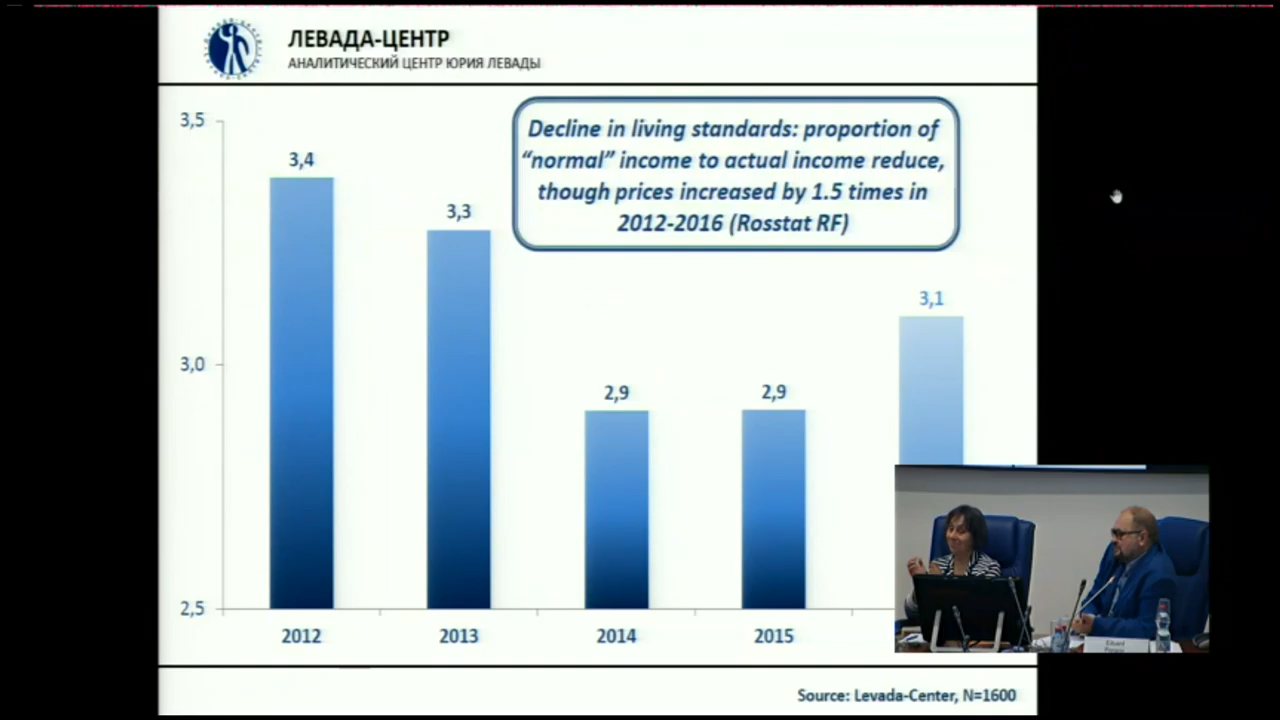 ЛЕВАДА-ЦЕНТР
АНАЛИТИЧЕСКИЙ ЦЕНТР ЮРИЯ ЛЕВАДЫ
Decline in living standards: proportion of
“normal” income to actual income reduce,
though prices increased by 1.5 times in
2012-2016 (Rosstat RF)
3,5
3,4
3,3
3,1
3,0
2,9
2,9
2,5
2012
2013
2014
2015
Eduard
Source: Levada-Center, N=1600